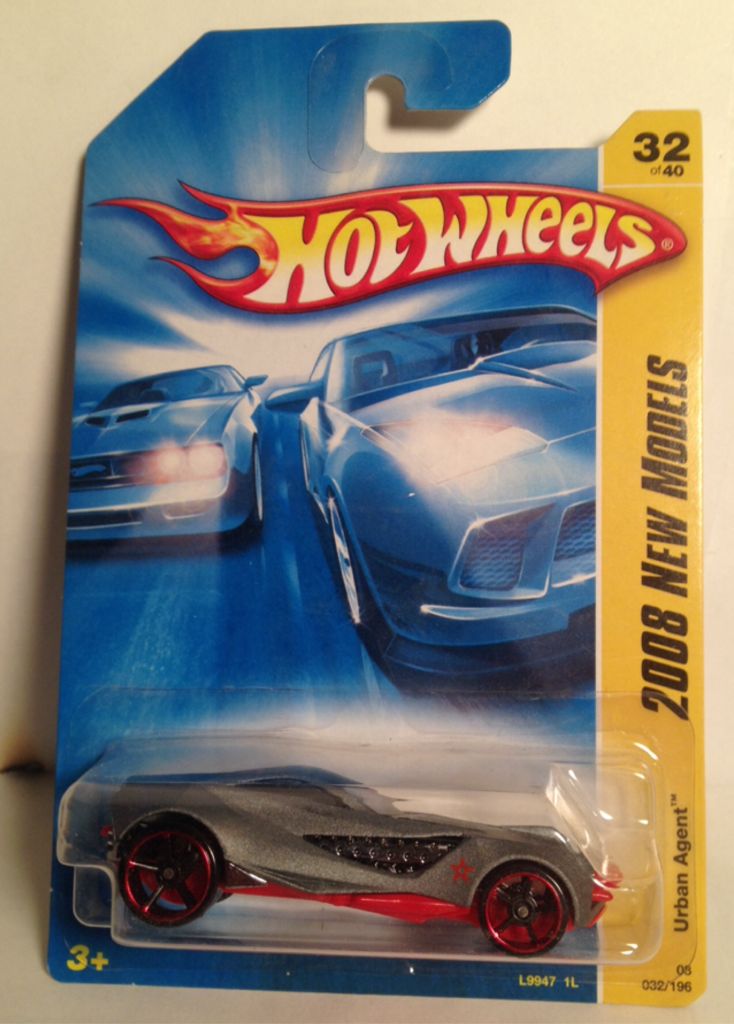 32
of 40
HOT WHEELS®
2008 NEW MODELS
Urban Agent™
3+
L9947 1L
08
032/196